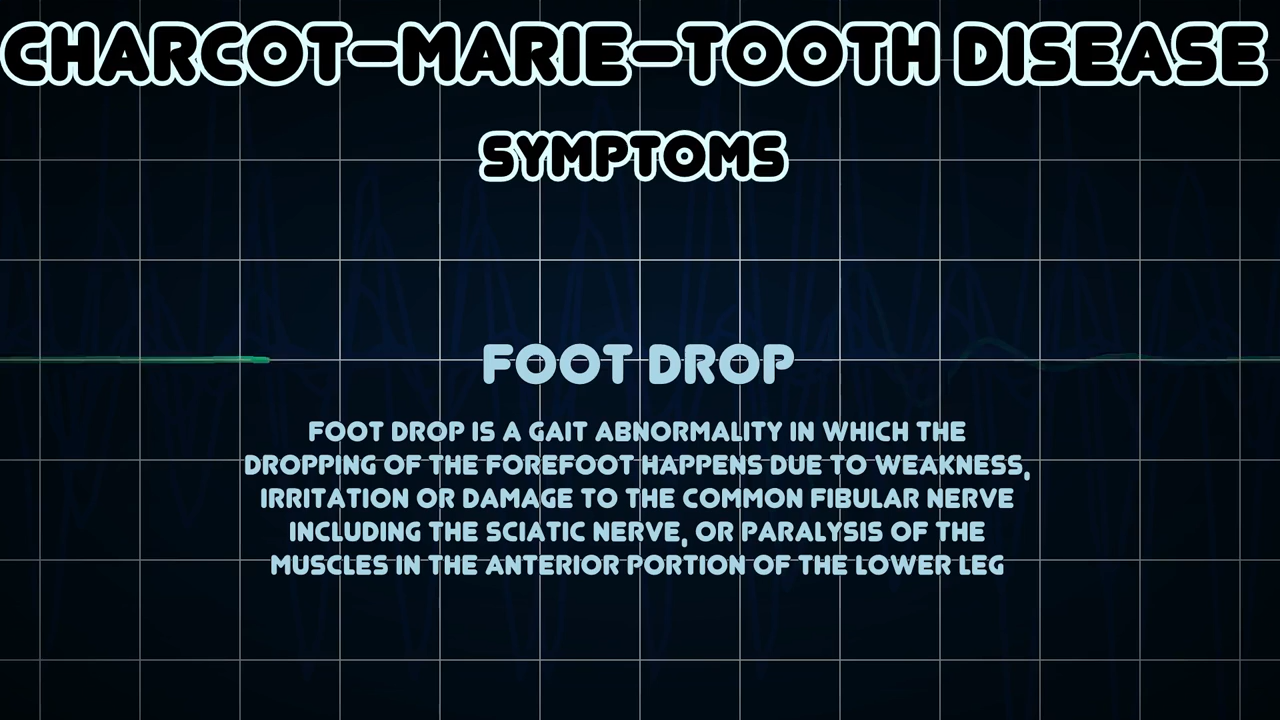 CHARCOT-MARIE-TOOTH DISEASE
SYMPTOMS
FOOT DROP
FOOT DROP IS A GAIT ABNORMALITY IN WHICH THE
DROPPING OF THE FOREFOOT HAPPENS DUE TO WEAKNESS,
IRRITATION OR DAMAGE TO THE COMMON FIBULAR NERVE
INCLUDING THE SCIATIC NERVE, OR PARALYSIS OF THE
MUSCLES IN THE ANTERIOR PORTION OF THE LOWER LEG